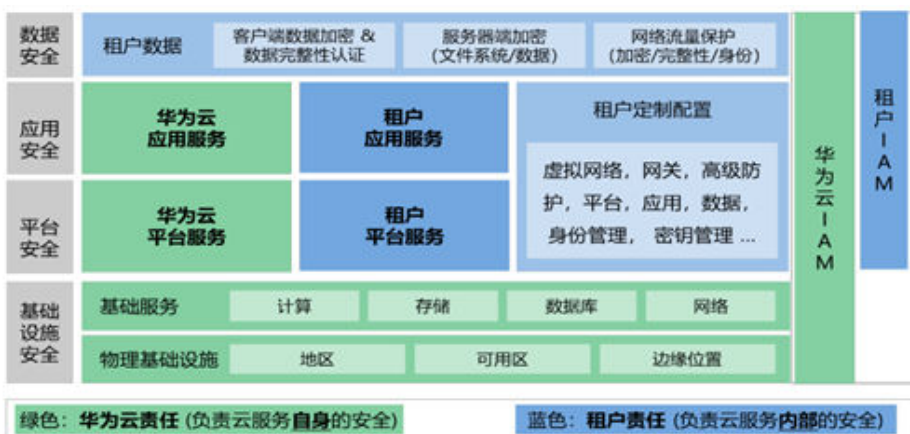 数据
安全
租户数据
客户端数据加密 &
数据完整性认证
服务器端加密
(文件系统/数据)
网络流量保护
(加密/完整性/身份)
应用
安全
华为云
应用服务
租户
应用服务
租户定制配置
虚拟网络，网关，高级防
护，平台，应用，数据，
身份管理， 密钥管理 ...
平台
安全
华为云
平台服务
租户
平台服务
基础
设施
安全
基础服务
计算
存储
数据库
网络
物理基础设施
地区
可用区
边缘位置
华为云IAM
租户IAM
绿色：华为云责任 (负责云服务自身的安全)
蓝色：租户责任 (负责云服务内部的安全)